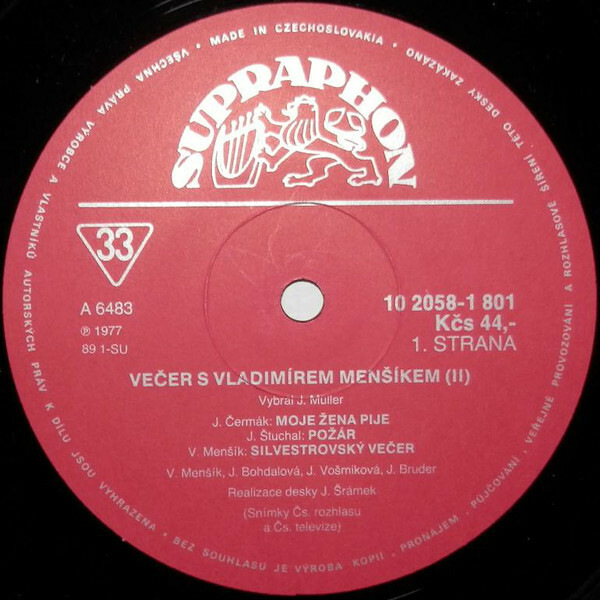 • MADE IN CZECHOSLOVAKIA •
VŠECHNA PRÁVA VÝROBCE A VLASTNÍKŮ AUTORSKÝCH PRÁV K DÍLU JSOU VYHRAZENA • BEZ SOUHLASU JE VÝROBA KOPIÍ, PRONÁJEM, PŮJČOVÁNÍ, VEŘEJNÉ PROVOZOVÁNÍ A ROZHLASOVÉ ŠÍŘENÍ TÉTO DESKY ZAKÁZÁNO
SUPRAPHON
33
A 6483
℗ 1977
89 1-SU
10 2058-1 801
Kčs 44,-
1. STRANA
VEČER S VLADIMÍREM MENŠÍKEM (II)
Vybral J. Müller
J. Čermák: MOJE ŽENA PIJE
J. Štuchal: POŽÁR
V. Menšík: SILVESTROVSKÝ VEČER
V. Menšík, J. Bohdalová, J. Vošmiková, J. Bruder
Realizace desky J. Šrámek
(Snímky Čs. rozhlasu
a Čs. televize)